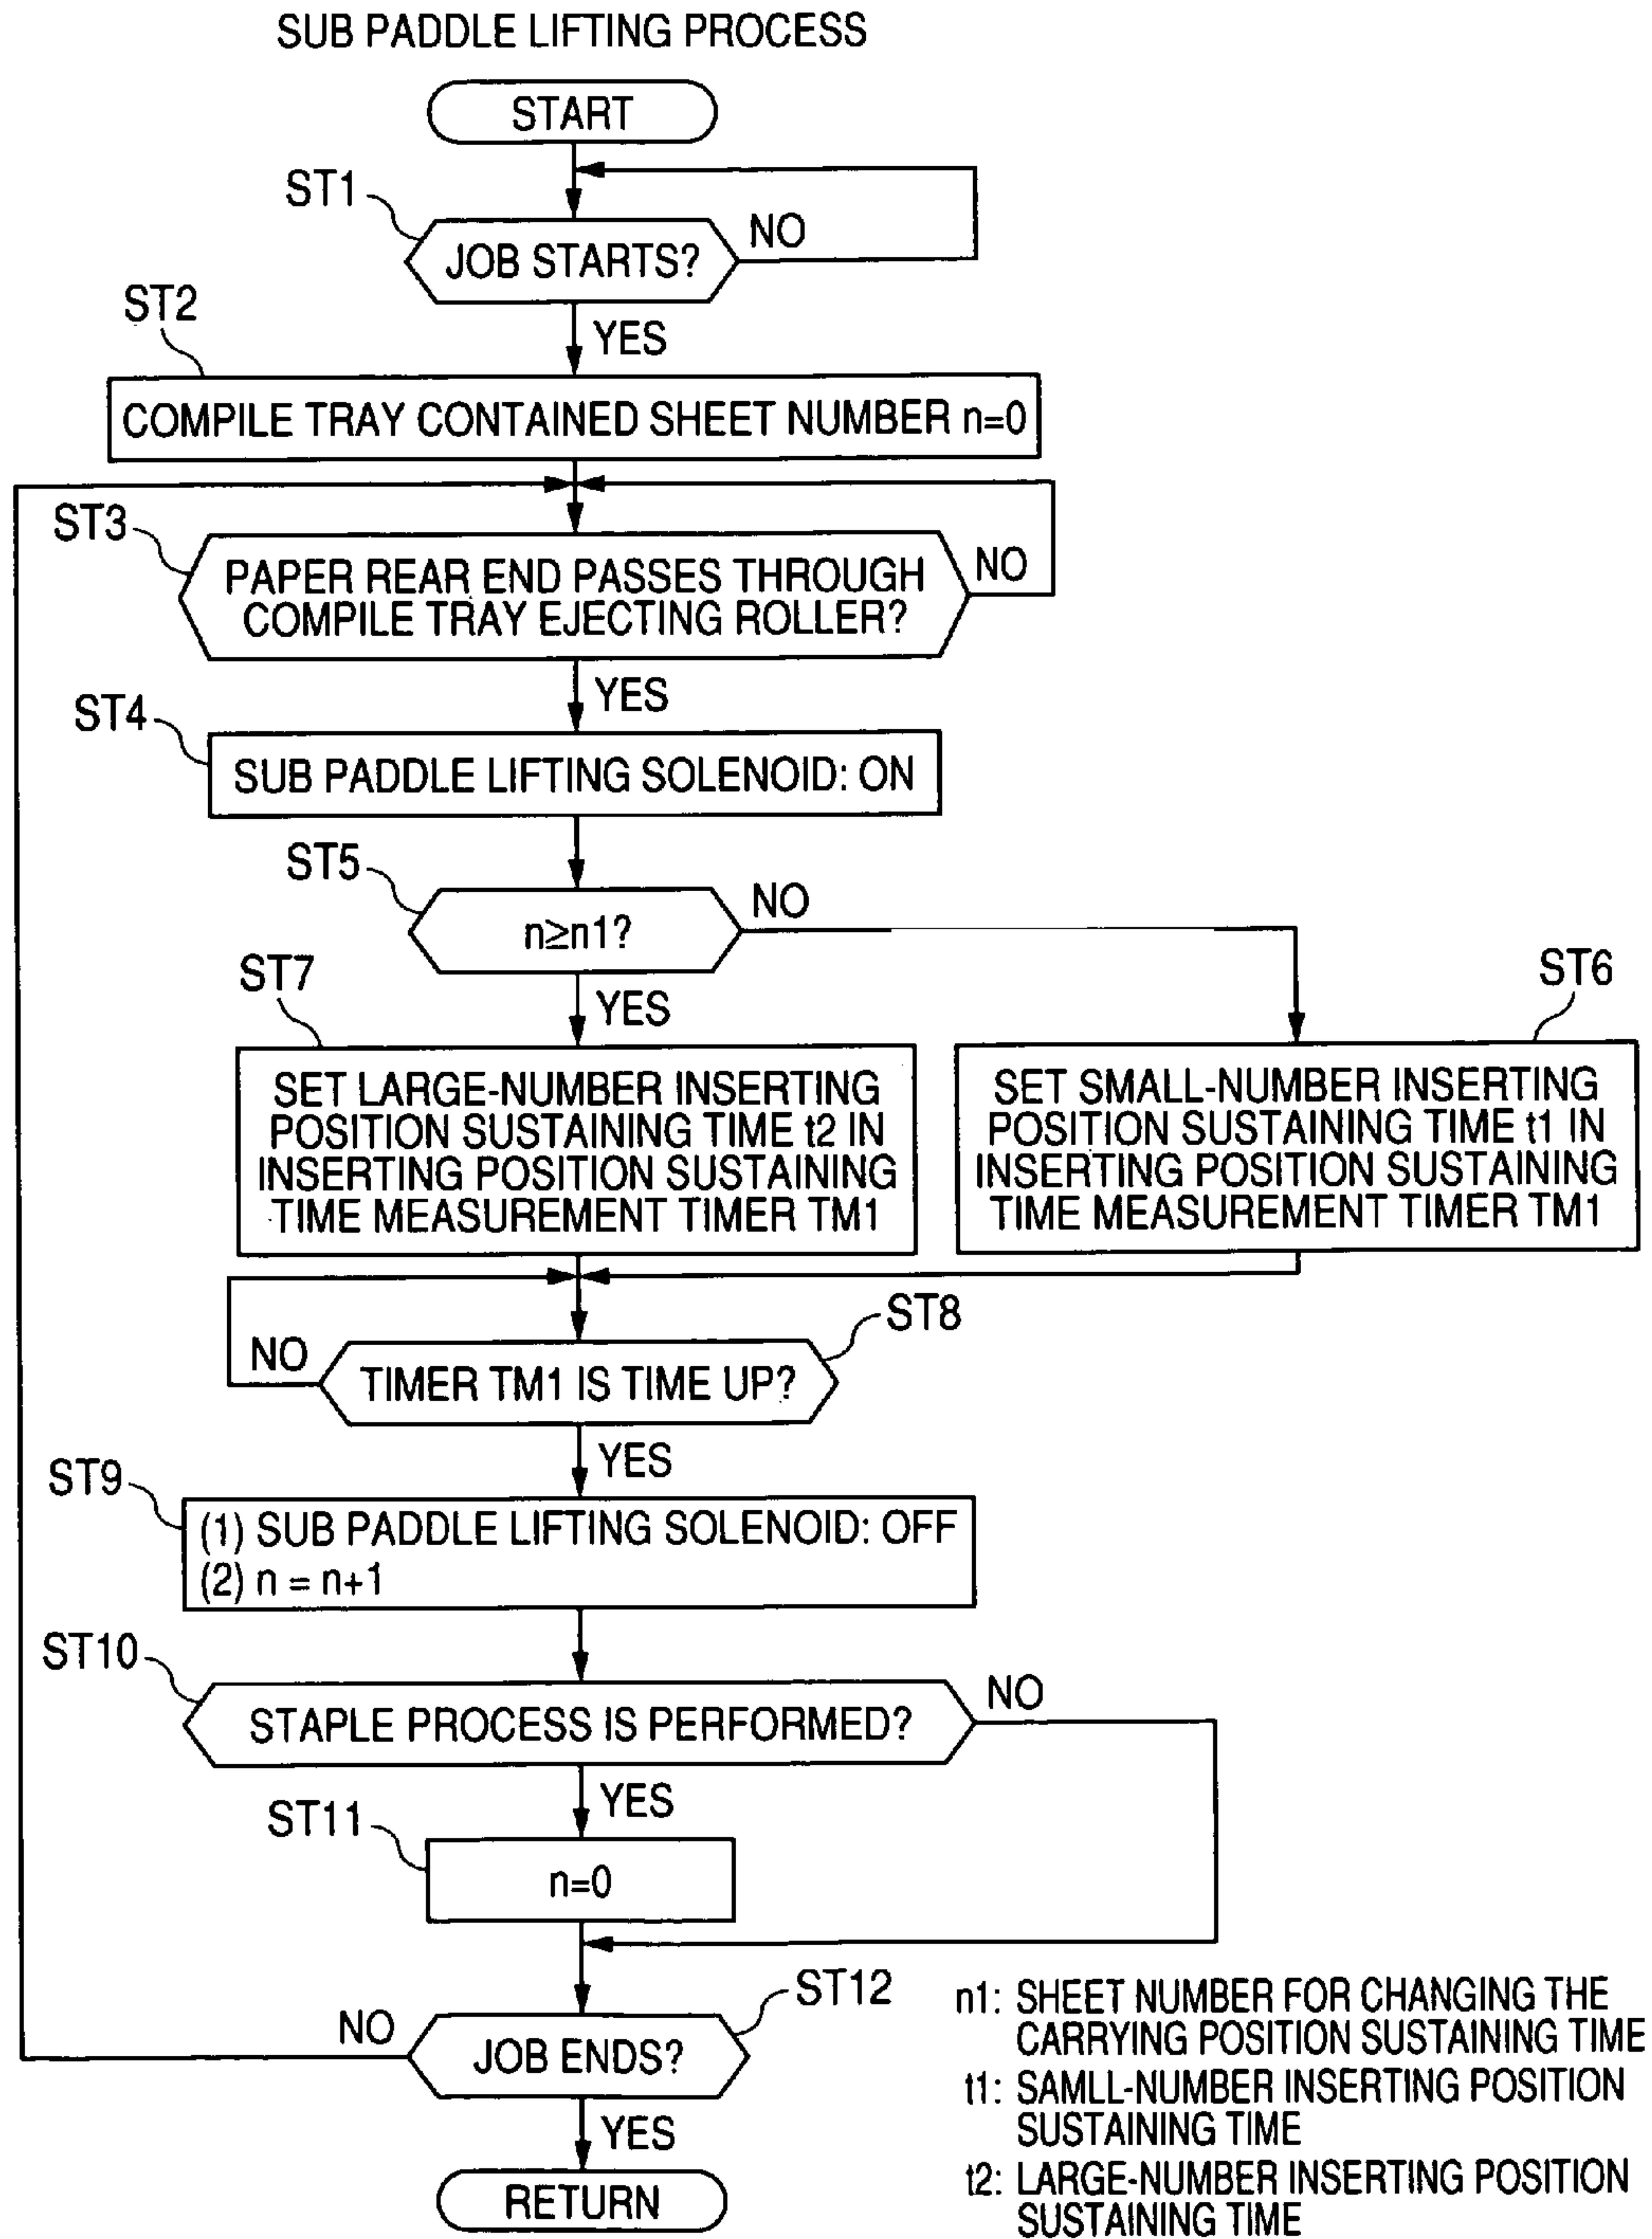 SUB PADDLE LIFTING PROCESS
START
ST1
JOB STARTS?
NO
YES
ST2
COMPILE TRAY CONTAINED SHEET NUMBER n=0
ST3
PAPER REAR END PASSES THROUGH
COMPILE TRAY EJECTING ROLLER?
NO
YES
ST4
SUB PADDLE LIFTING SOLENOID: ON
ST5
n≥n1?
NO
YES
ST7
SET LARGE-NUMBER INSERTING
POSITION SUSTAINING TIME t2 IN
INSERTING POSITION SUSTAINING
TIME MEASUREMENT TIMER TM1
ST6
SET SMALL-NUMBER INSERTING
POSITION SUSTAINING TIME t1 IN
INSERTING POSITION SUSTAINING
TIME MEASUREMENT TIMER TM1
ST8
NO
TIMER TM1 IS TIME UP?
YES
ST9
(1) SUB PADDLE LIFTING SOLENOID: OFF
(2) n = n+1
ST10
STAPLE PROCESS IS PERFORMED?
NO
YES
ST11
n=0
ST12
NO
JOB ENDS?
YES
RETURN
n1: SHEET NUMBER FOR CHANGING THE
CARRYING POSITION SUSTAINING TIME
t1: SAMLL-NUMBER INSERTING POSITION
SUSTAINING TIME
t2: LARGE-NUMBER INSERTING POSITION
SUSTAINING TIME